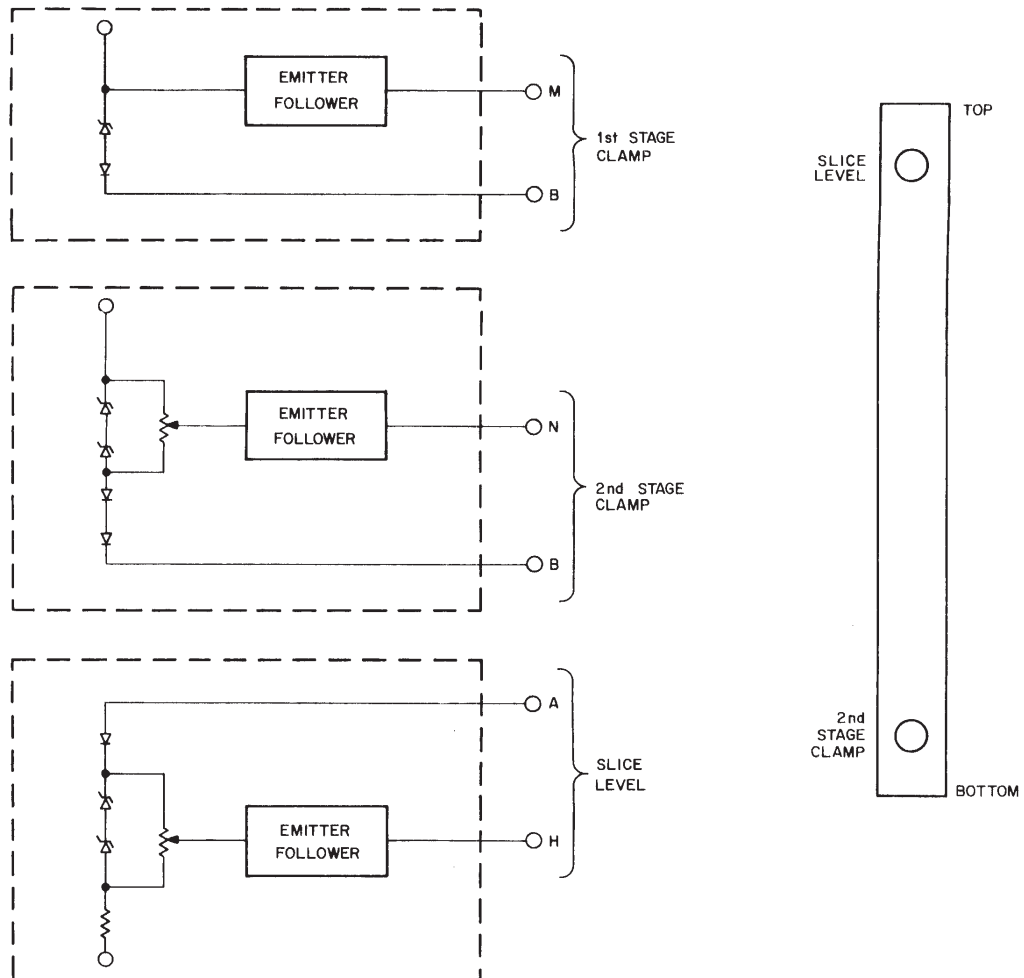 EMITTER
FOLLOWER
M
1st STAGE
CLAMP
B
EMITTER
FOLLOWER
N
2nd STAGE
CLAMP
B
A
SLICE
LEVEL
EMITTER
FOLLOWER
H
TOP
SLICE
LEVEL
2nd
STAGE
CLAMP
BOTTOM